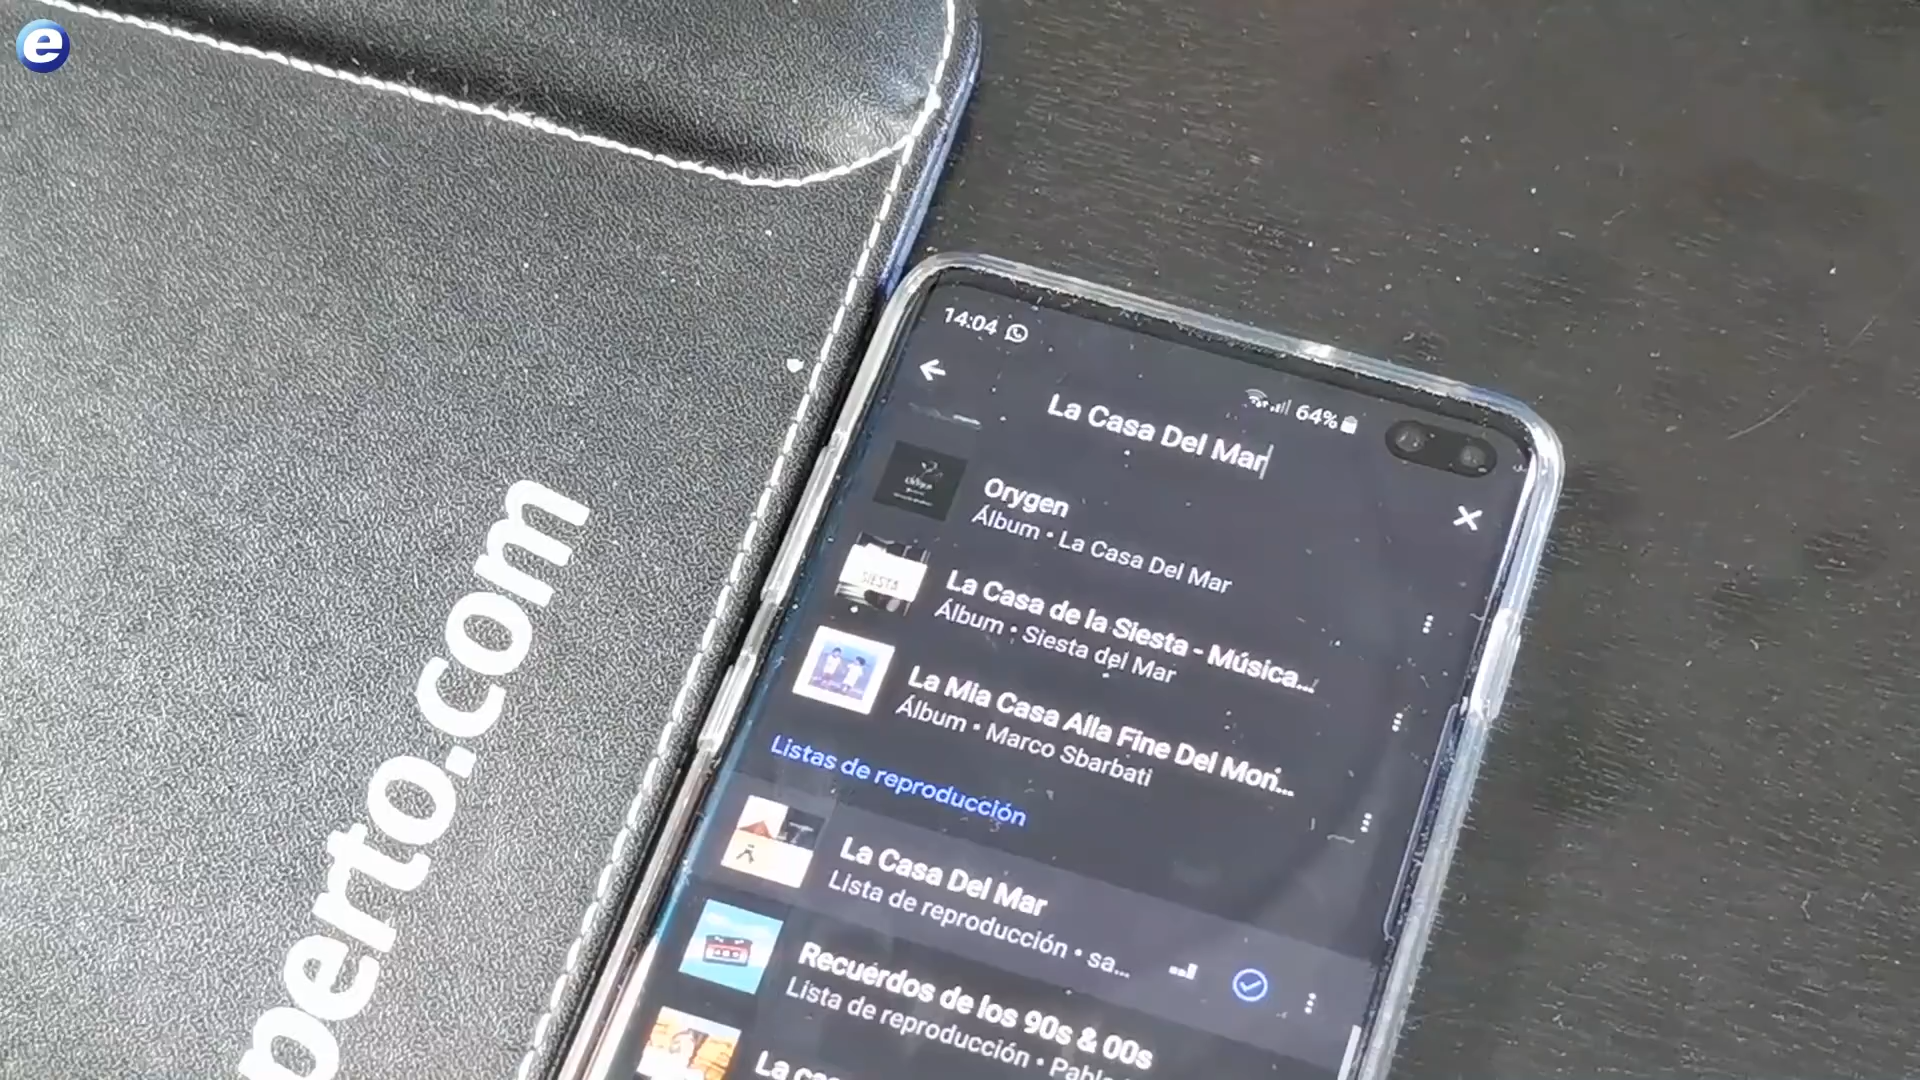 e
perto.com
14:04
64%
La Casa Del Mar
Orygen
Álbum • La Casa Del Mar
SIESTA
La Casa de la Siesta - Música...
Álbum • Siesta del Mar
La Mia Casa Alla Fine Del Mon...
Álbum • Marco Sbarbati
Listas de reproducción
La Casa Del Mar
Lista de reproducción • sa...
Recuerdos de los 90s & 00s
Lista de reproducción • Pablo
La cas